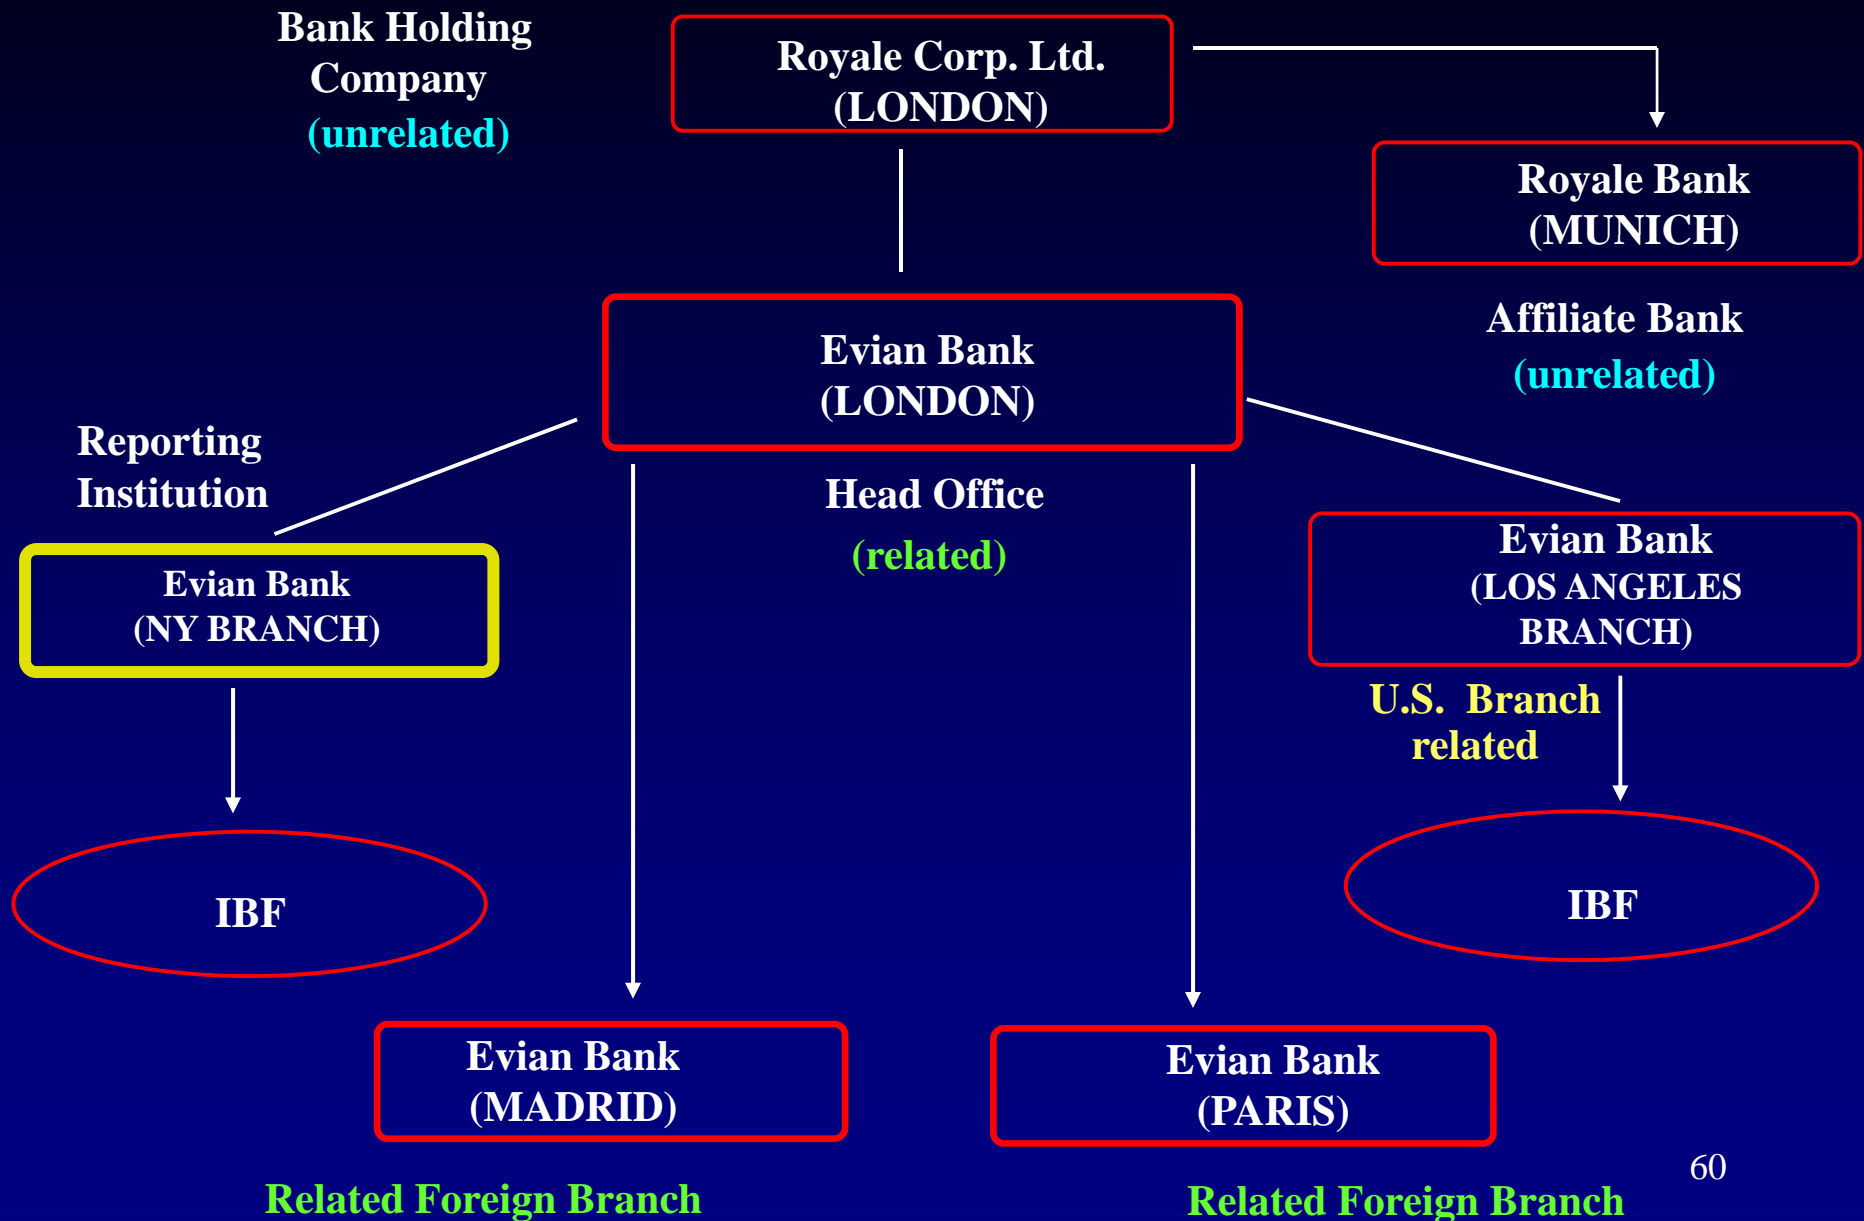 Bank Holding
Company
(unrelated)
Royale Corp. Ltd.
(LONDON)
Royale Bank
(MUNICH)
Affiliate Bank
(unrelated)
Evian Bank
(LONDON)
Head Office
(related)
Reporting
Institution
Evian Bank
(NY BRANCH)
Evian Bank
(LOS ANGELES
BRANCH)
U.S. Branch
related
IBF
IBF
Evian Bank
(MADRID)
Related Foreign Branch
Evian Bank
(PARIS)
Related Foreign Branch
60